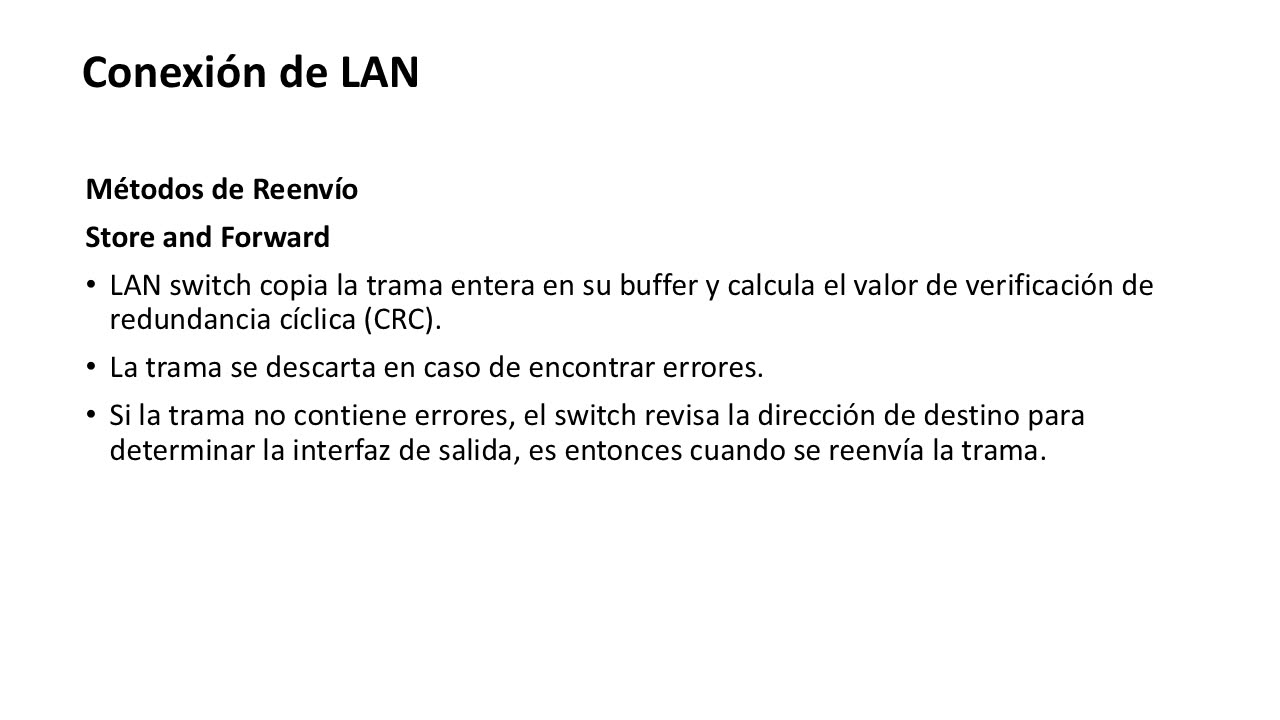 Conexión de LAN
Métodos de Reenvío
Store and Forward
• LAN switch copia la trama entera en su buffer y calcula el valor de verificación de
redundancia cíclica (CRC).
• La trama se descarta en caso de encontrar errores.
• Si la trama no contiene errores, el switch revisa la dirección de destino para
determinar la interfaz de salida, es entonces cuando se reenvía la trama.